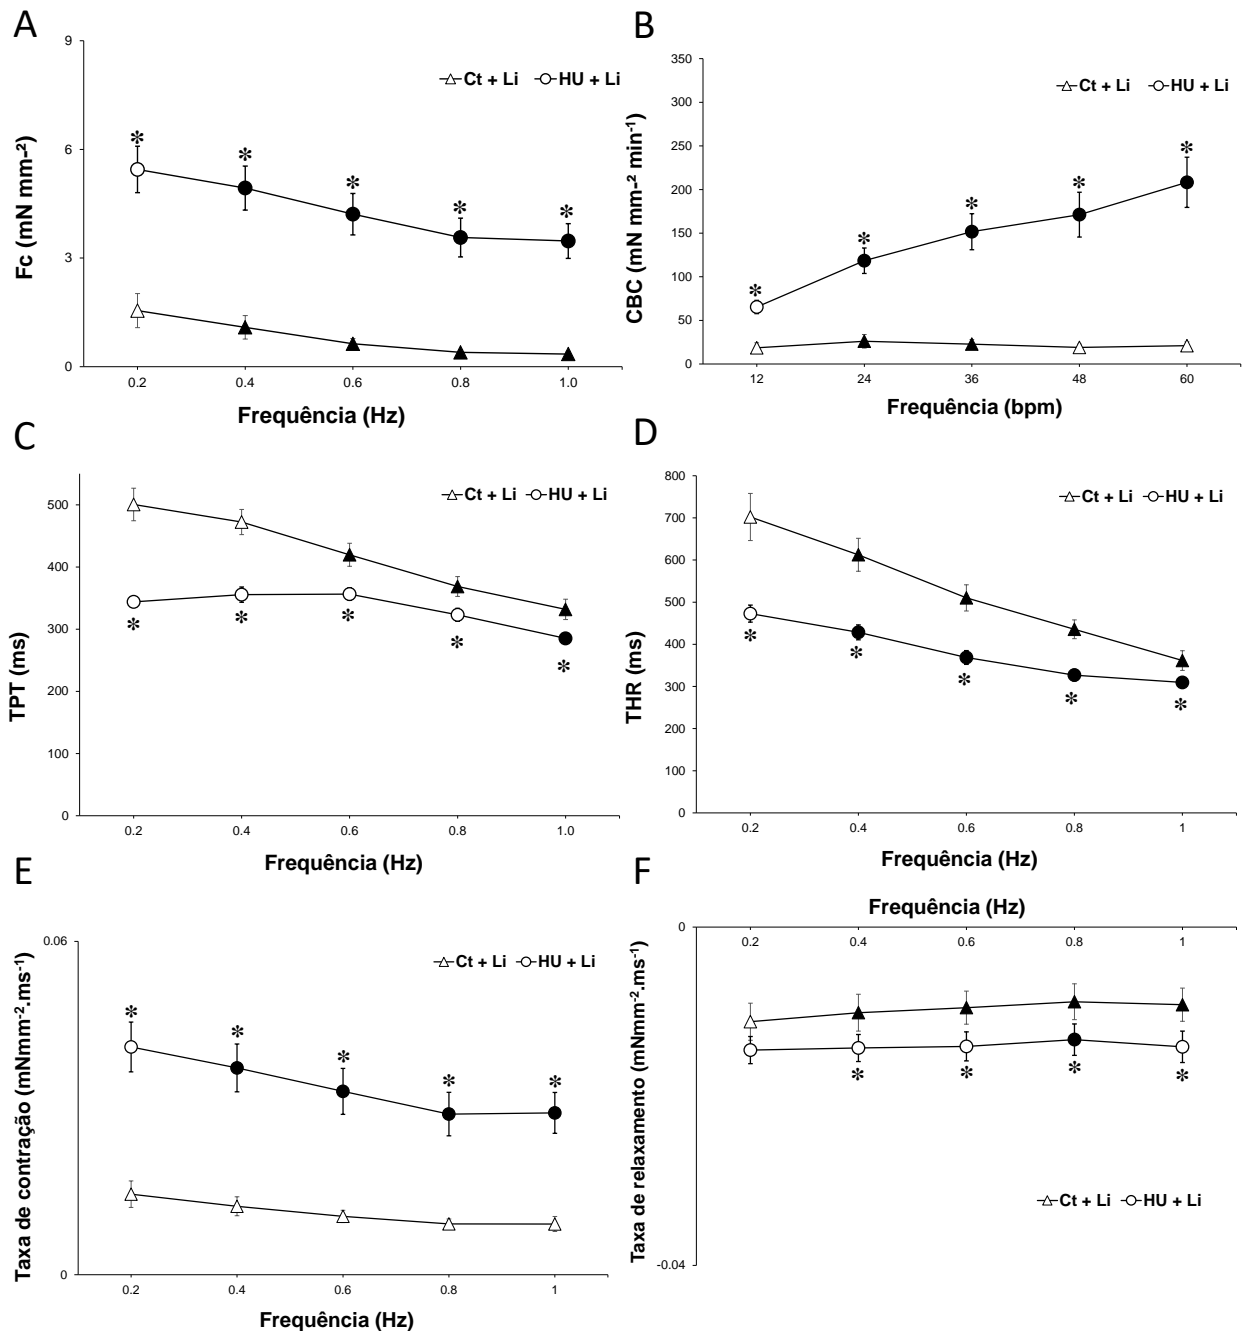 A
9
6
3
0
Fc (mN mm-²)
Ct + Li HU + Li
* * * * *
0.2 0.4 0.6 0.8 1.0
Frequência (Hz)
B
350
300
250
200
150
100
50
0
CBC (mN mm-² min-¹)
Ct + Li HU + Li
* * * * *
12 24 36 48 60
Frequência (bpm)
C
500
400
300
200
100
0
TPT (ms)
Ct + Li HU + Li
* * * * *
0.2 0.4 0.6 0.8 1.0
Frequência (Hz)
D
800
700
600
500
400
300
200
100
0
THR (ms)
Ct + Li HU + Li
* * * * *
0.2 0.4 0.6 0.8 1
Frequência (Hz)
E
0.06
0
Taxa de contração (mNmm-².ms-¹)
Ct + Li HU + Li
* * * * *
0.2 0.4 0.6 0.8 1
Frequência (Hz)
F
Frequência (Hz)
0
0.2 0.4 0.6 0.8 1
-0.04
Taxa de relaxamento (mNmm-².ms-¹)
* * * *
Ct + Li HU + Li